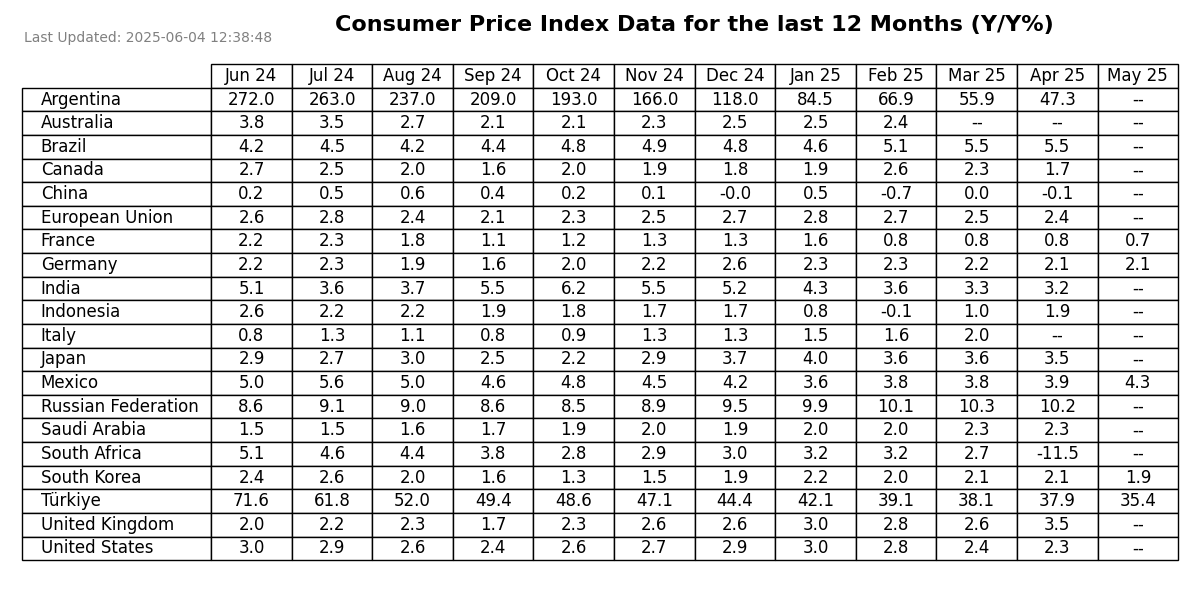 Consumer Price Index Data for the last 12 Months (Y/Y%)
Last Updated: 2025-06-04 12:38:48
Jun 24 Jul 24 Aug 24 Sep 24 Oct 24 Nov 24 Dec 24 Jan 25 Feb 25 Mar 25 Apr 25 May 25
Argentina 272.0 263.0 237.0 209.0 193.0 166.0 118.0 84.5 66.9 55.9 47.3 --
Australia 3.8 3.5 2.7 2.1 2.1 2.3 2.5 2.5 2.4 -- -- --
Brazil 4.2 4.5 4.2 4.4 4.8 4.9 4.8 4.6 5.1 5.5 5.5 --
Canada 2.7 2.5 2.0 1.6 2.0 1.9 1.8 1.9 2.6 2.3 1.7 --
China 0.2 0.5 0.6 0.4 0.2 0.1 -0.0 0.5 -0.7 0.0 -0.1 --
European Union 2.6 2.8 2.4 2.1 2.3 2.5 2.7 2.8 2.7 2.5 2.4 --
France 2.2 2.3 1.8 1.1 1.2 1.3 1.3 1.6 0.8 0.8 0.8 0.7
Germany 2.2 2.3 1.9 1.6 2.0 2.2 2.6 2.3 2.3 2.2 2.1 2.1
India 5.1 3.6 3.7 5.5 6.2 5.5 5.2 4.3 3.6 3.3 3.2 --
Indonesia 2.6 2.2 2.2 1.9 1.8 1.7 1.7 0.8 -0.1 1.0 1.9 --
Italy 0.8 1.3 1.1 0.8 0.9 1.3 1.3 1.5 1.6 2.0 -- --
Japan 2.9 2.7 3.0 2.5 2.2 2.9 3.7 4.0 3.6 3.6 3.5 --
Mexico 5.0 5.6 5.0 4.6 4.8 4.5 4.2 3.6 3.8 3.8 3.9 4.3
Russian Federation 8.6 9.1 9.0 8.6 8.5 8.9 9.5 9.9 10.1 10.3 10.2 --
Saudi Arabia 1.5 1.5 1.6 1.7 1.9 2.0 1.9 2.0 2.0 2.3 2.3 --
South Africa 5.1 4.6 4.4 3.8 2.8 2.9 3.0 3.2 3.2 2.7 -11.5 --
South Korea 2.4 2.6 2.0 1.6 1.3 1.5 1.9 2.2 2.0 2.1 2.1 1.9
Türkiye 71.6 61.8 52.0 49.4 48.6 47.1 44.4 42.1 39.1 38.1 37.9 35.4
United Kingdom 2.0 2.2 2.3 1.7 2.3 2.6 2.6 3.0 2.8 2.6 3.5 --
United States 3.0 2.9 2.6 2.4 2.6 2.7 2.9 3.0 2.8 2.4 2.3 --